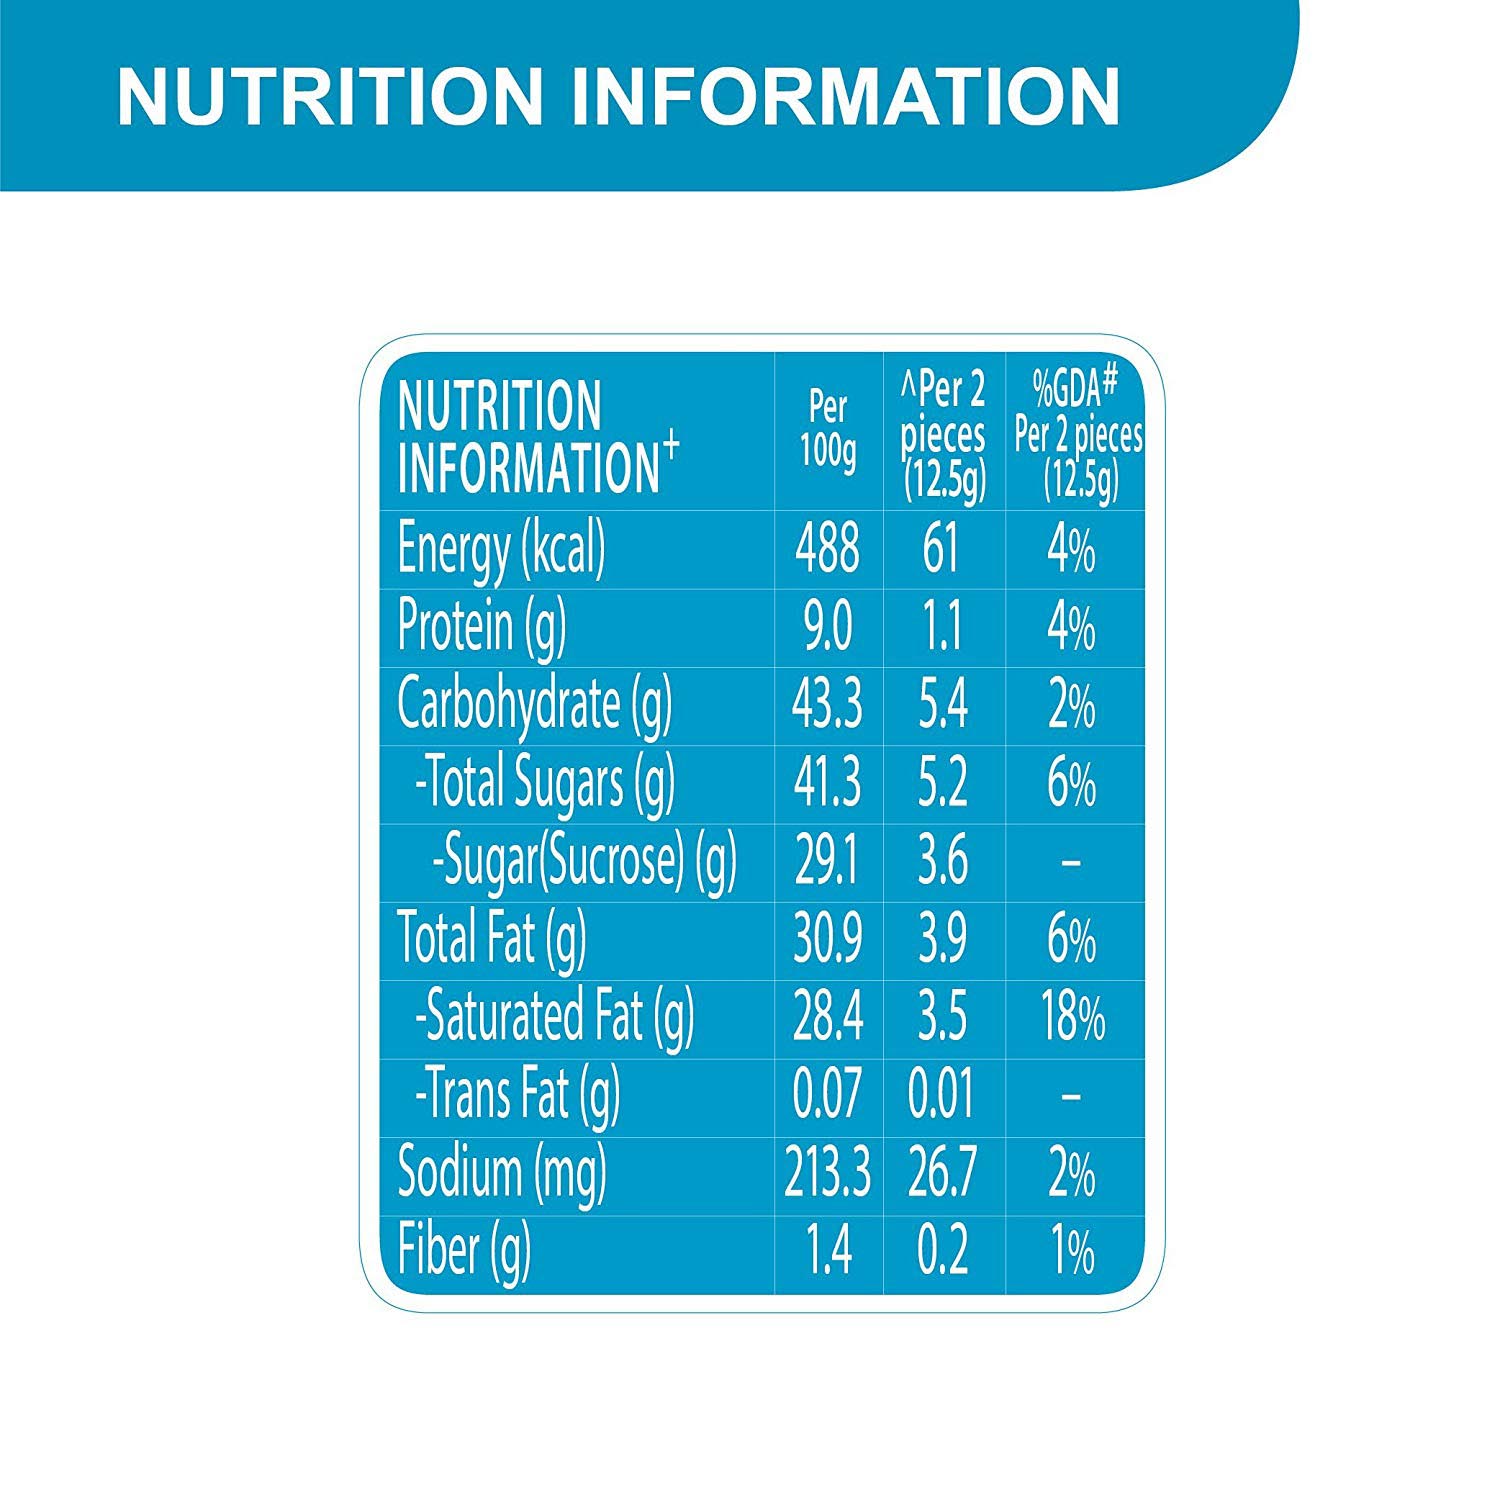 NUTRITION INFORMATION
NUTRITION
INFORMATION+
Per
100g
^Per 2
pieces
(12.5g)
%GDA#
Per 2 pieces
(12.5g)
Energy (kcal) 488 61 4%
Protein (g) 9.0 1.1 4%
Carbohydrate (g) 43.3 5.4 2%
-Total Sugars (g) 41.3 5.2 6%
-Sugar(Sucrose) (g) 29.1 3.6 –
Total Fat (g) 30.9 3.9 6%
-Saturated Fat (g) 28.4 3.5 18%
-Trans Fat (g) 0.07 0.01 –
Sodium (mg) 213.3 26.7 2%
Fiber (g) 1.4 0.2 1%